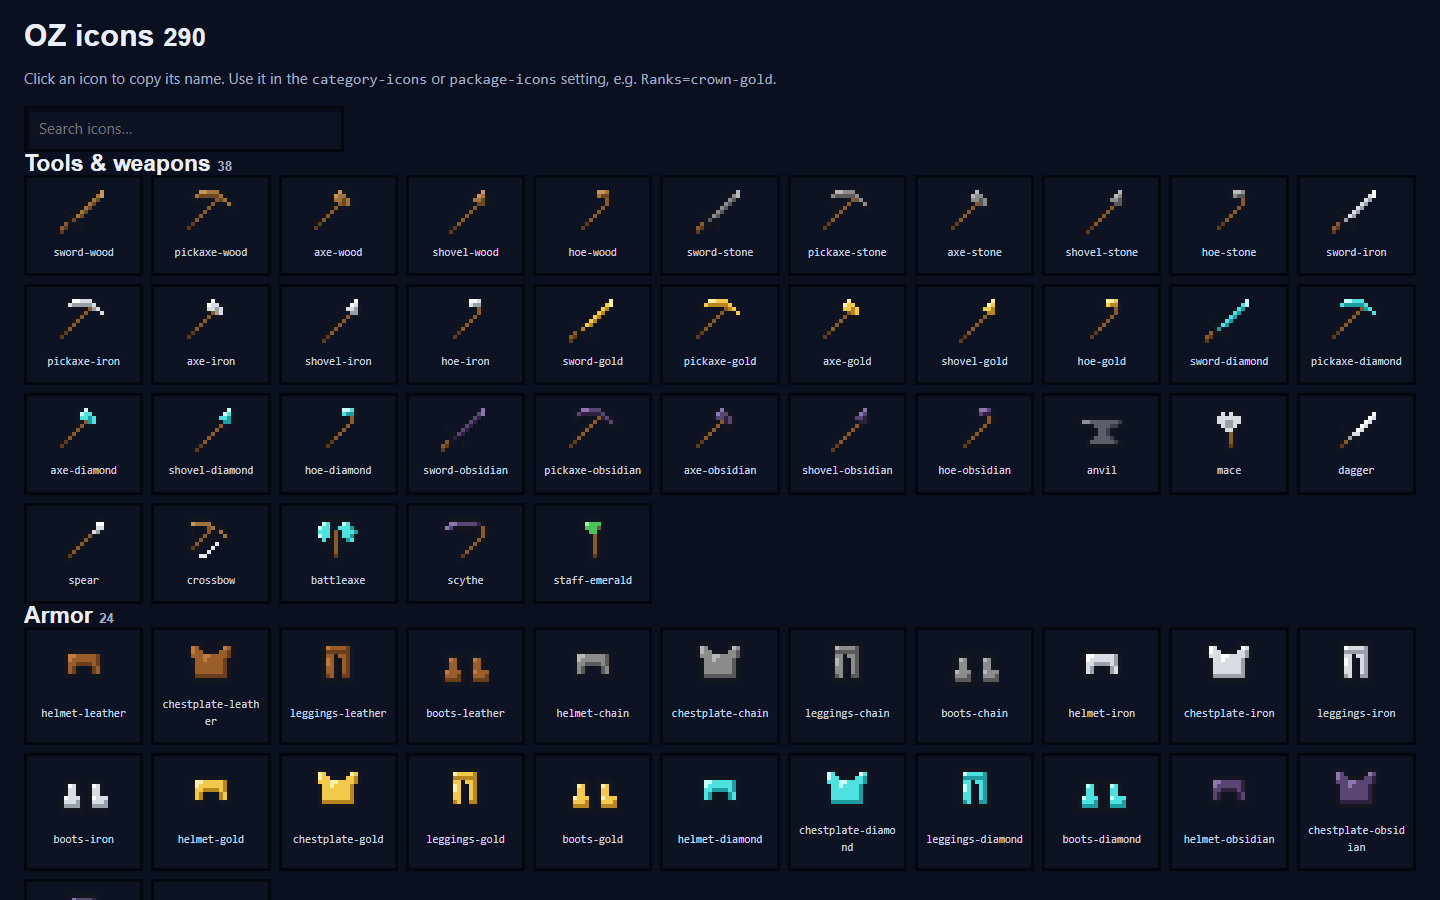 OZ icons 290
Click an icon to copy its name. Use it in the category-icons or package-icons setting, e.g. Ranks=crown-gold.
Search icons...
Tools & weapons 38
sword-wood pickaxe-wood axe-wood shovel-wood hoe-wood sword-stone pickaxe-stone axe-stone shovel-stone hoe-stone sword-iron
pickaxe-iron axe-iron shovel-iron hoe-iron sword-gold pickaxe-gold axe-gold shovel-gold hoe-gold sword-diamond pickaxe-diamond
axe-diamond shovel-diamond hoe-diamond sword-obsidian pickaxe-obsidian axe-obsidian shovel-obsidian hoe-obsidian anvil mace dagger
spear crossbow battleaxe scythe staff-emerald
Armor 24
helmet-leather chestplate-leath
er leggings-leather boots-leather helmet-chain chestplate-chain leggings-chain boots-chain helmet-iron chestplate-iron leggings-iron
boots-iron helmet-gold chestplate-gold leggings-gold boots-gold helmet-diamond chestplate-diamo
nd leggings-diamond boots-diamond helmet-obsidian chestplate-obsid
ian